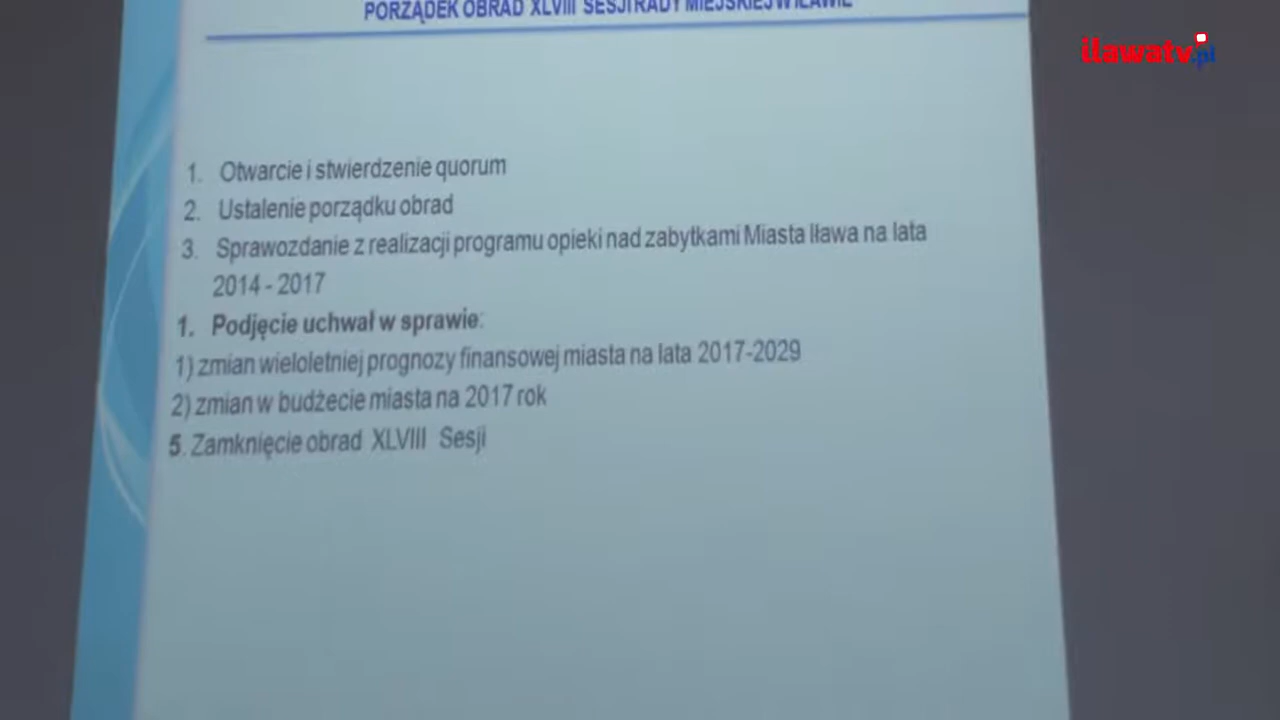 PORZĄDEK OBRAD XLVIII SESJI RADY MIEJSKIEJ W IŁAWIE
iławatv.pl
1. Otwarcie i stwierdzenie quorum
2. Ustalenie porządku obrad
3. Sprawozdanie z realizacji programu opieki nad zabytkami Miasta Iława na lata
2014 - 2017
1. Podjęcie uchwał w sprawie:
1) zmian wieloletniej prognozy finansowej miasta na lata 2017-2029
2) zmian w budżecie miasta na 2017 rok
5. Zamknięcie obrad XLVIII Sesji